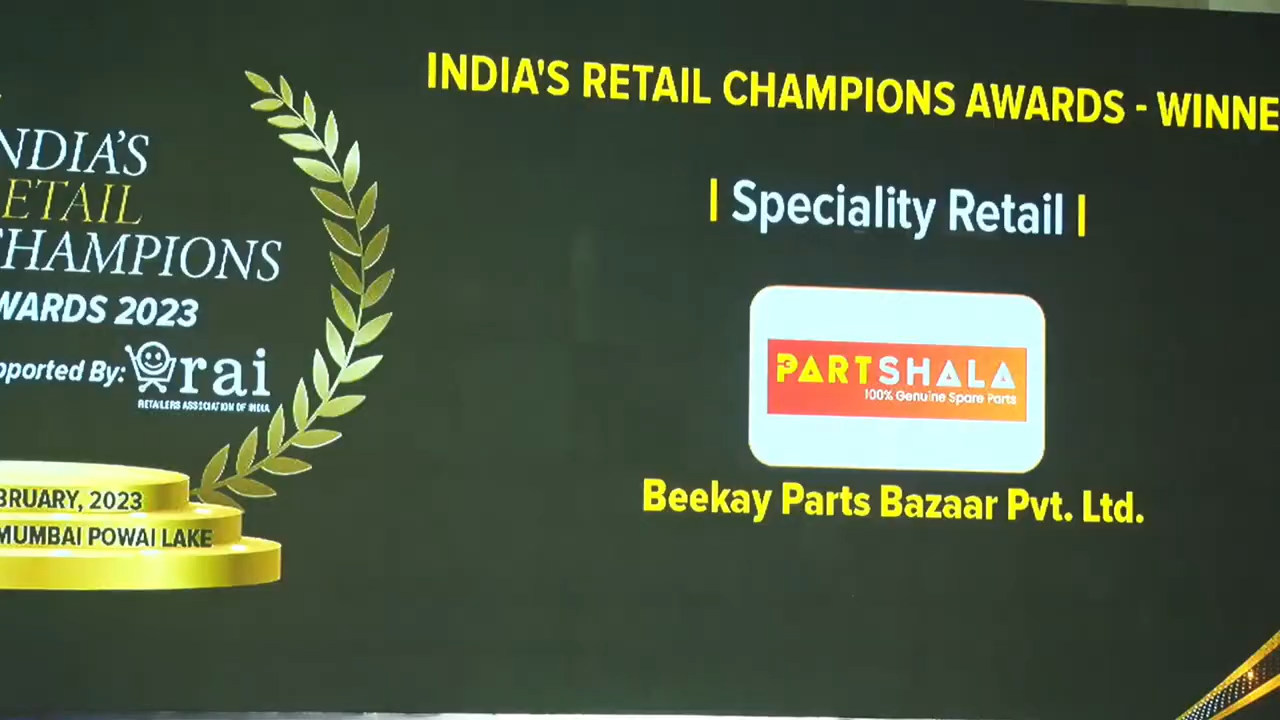 NDIA'S
ETAIL
CHAMPIONS
WARDS 2023
pported By:
rai
RETAILERS ASSOCIATION OF INDIA
BRUARY, 2023
MUMBAI POWAI LAKE
INDIA'S RETAIL CHAMPIONS AWARDS - WINNE
| Speciality Retail |
PARTSHALA
100% Genuine Spare Parts
Beekay Parts Bazaar Pvt. Ltd.